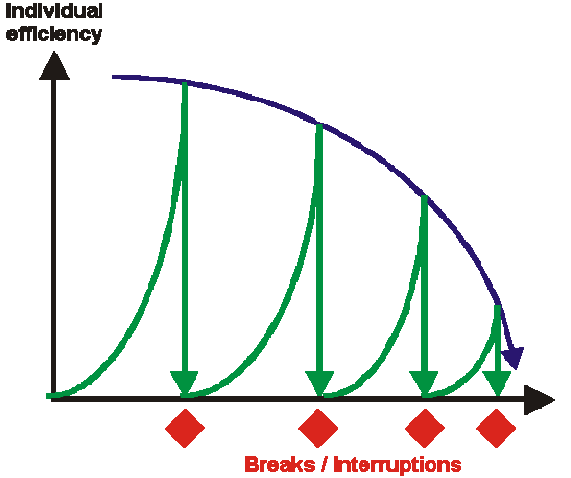 Individual
efficiency
Breaks / Interruptions